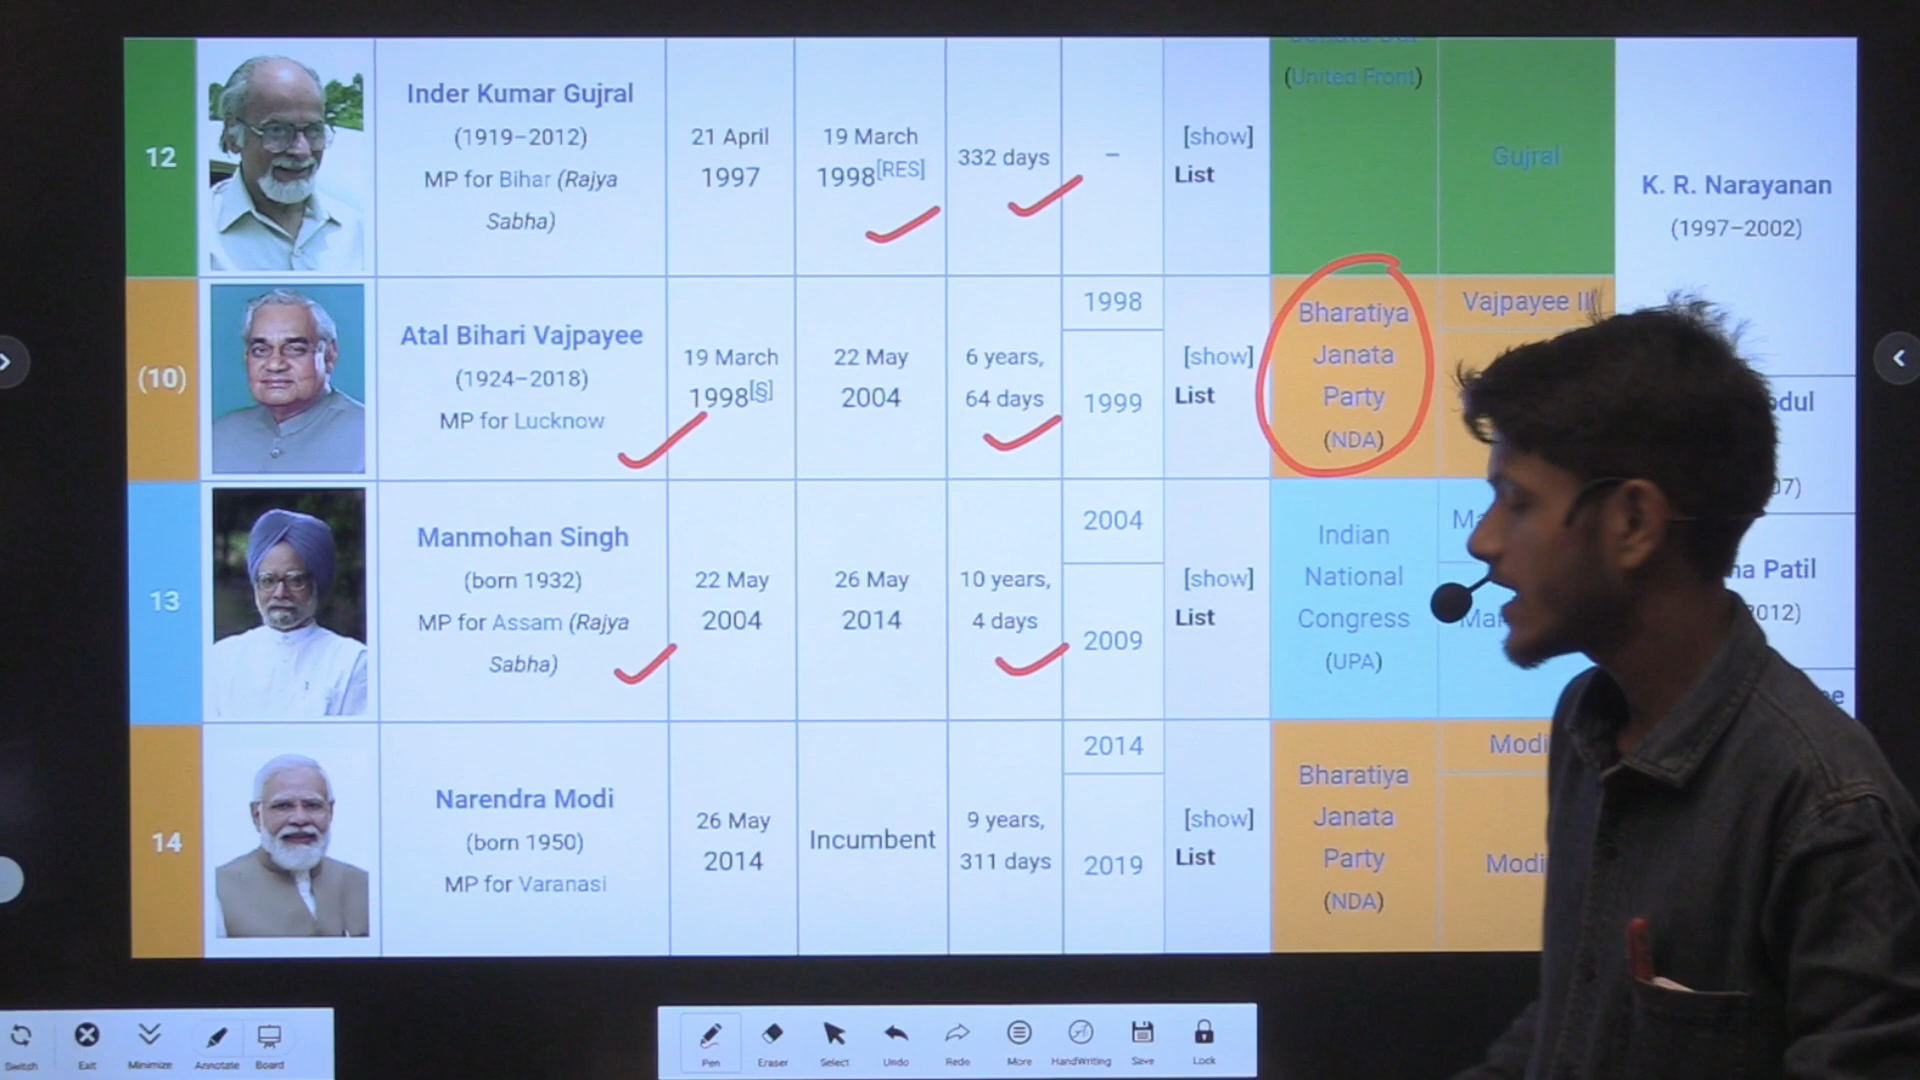 12
Inder Kumar Gujral
(1919–2012)
MP for Bihar (Rajya
Sabha)
21 April
1997
19 March
1998[RES]
332 days
–
[show]
List
(United Front)
Gujral
K. R. Narayanan
(1997–2002)
(10)
Atal Bihari Vajpayee
(1924–2018)
MP for Lucknow
19 March
1998[§]
22 May
2004
6 years,
64 days
1998
1999
[show]
List
Bharatiya
Janata
Party
(NDA)
Vajpayee II
13
Manmohan Singh
(born 1932)
MP for Assam (Rajya
Sabha)
22 May
2004
26 May
2014
10 years,
4 days
2004
2009
[show]
List
Indian
National
Congress
(UPA)
Patil
14
Narendra Modi
(born 1950)
MP for Varanasi
26 May
2014
Incumbent
9 years,
311 days
2014
2019
[show]
List
Bharatiya
Janata
Party
(NDA)
Modi
Modi
Switch
Exit
Minimize
Annotate
Board
Pen
Eraser
Select
Undo
Redo
More
HandWriting
Save
Lock